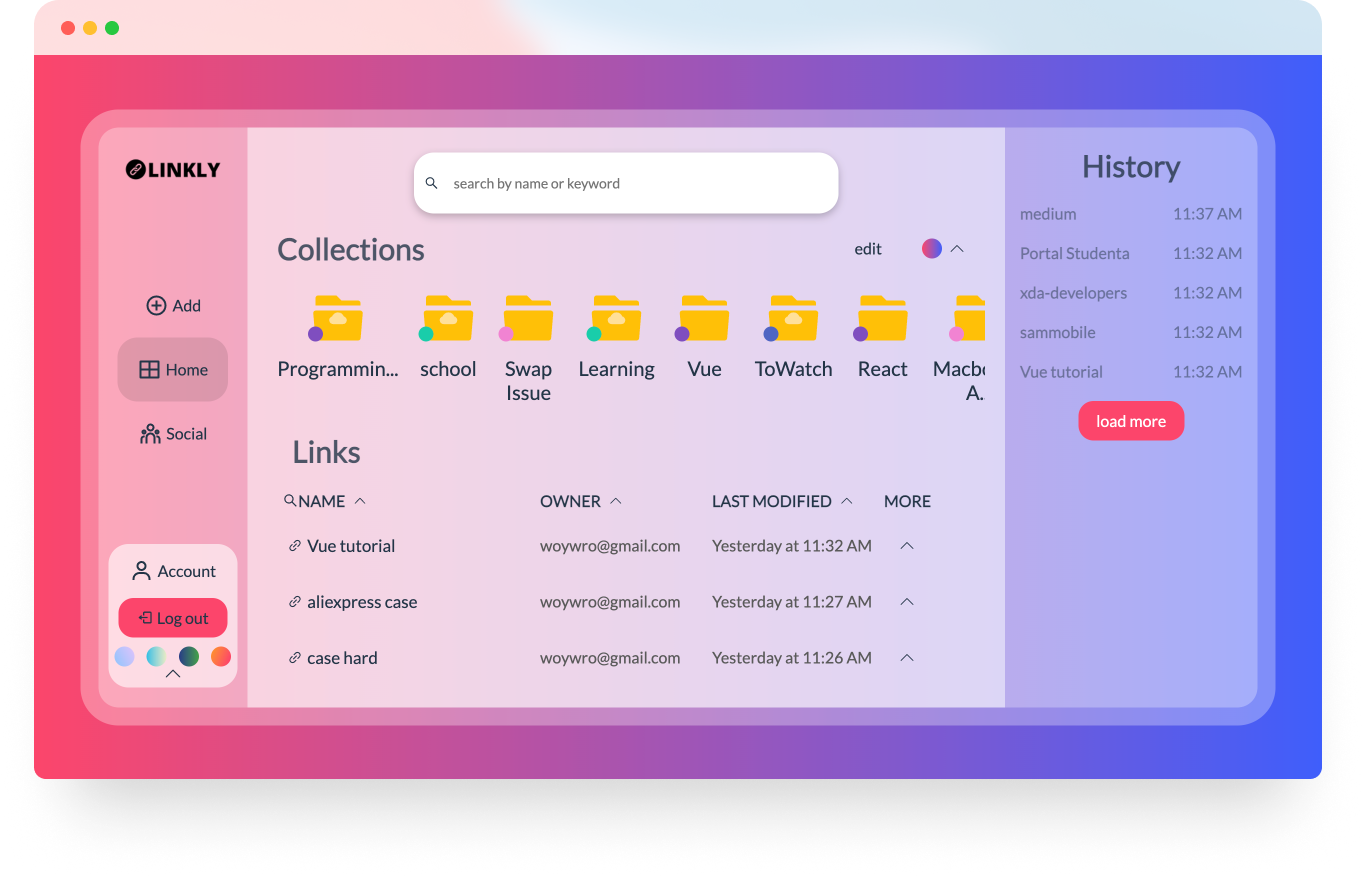 LINKLY
Add
Home
Social
Account
Log out
search by name or keyword
Collections
edit
Programmin...
school
Swap
Issue
Learning
Vue
ToWatch
React
Macb
A..
Links
NAME OWNER LAST MODIFIED MORE
Vue tutorial woywro@gmail.com Yesterday at 11:32 AM
aliexpress case woywro@gmail.com Yesterday at 11:27 AM
case hard woywro@gmail.com Yesterday at 11:26 AM
History
medium 11:37 AM
Portal Studenta 11:32 AM
xda-developers 11:32 AM
sammobile 11:32 AM
Vue tutorial 11:32 AM
load more